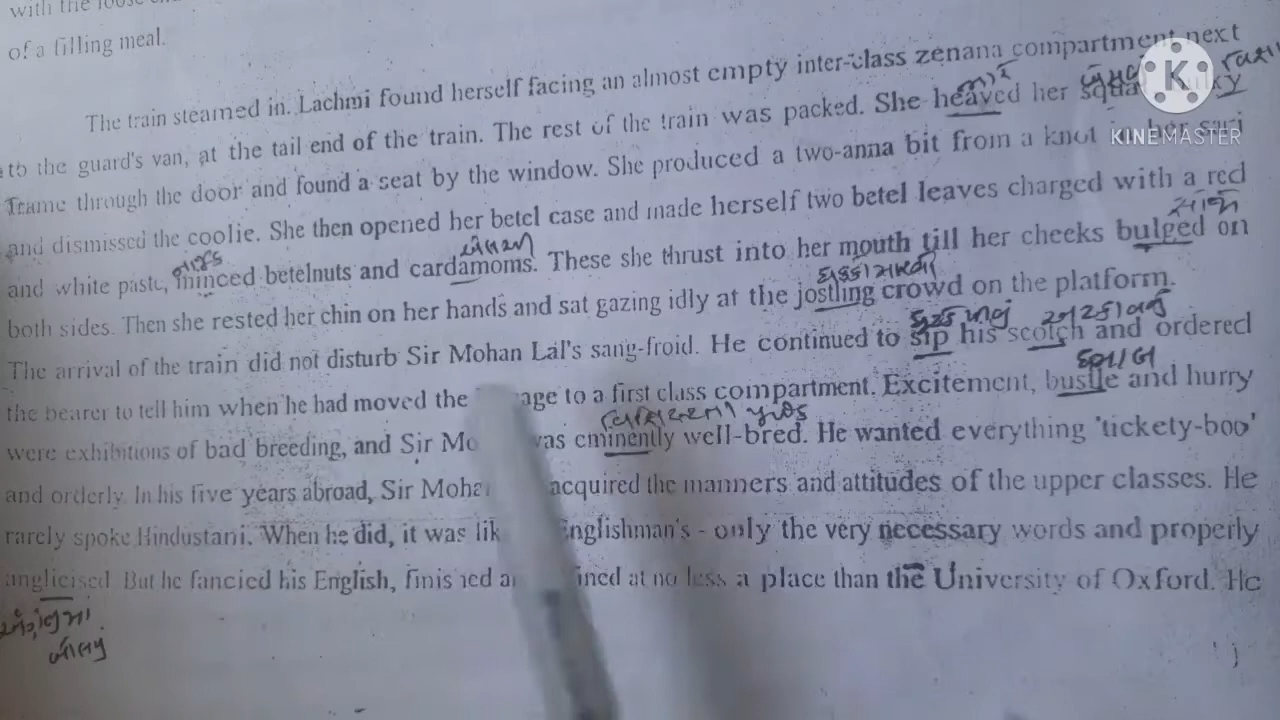 with the loose
of a filling meal.
The train steamed in. Lachmi found herself facing an almost empty inter-class zenana compartment next
to the guard's van, at the tail end of the train. The rest of the train was packed. She heaved her
frame through the door and found a seat by the window. She produced a two-anna bit from a knot in her sari
and dismissed the coolie. She then opened her betel case and made herself two betel leaves charged with a red
and white paste, minced betelnuts and cardamoms. These she thrust into her mouth till her cheeks bulged on
both sides. Then she rested her chin on her hands and sat gazing idly at the jostling crowd on the platform.
The arrival of the train did not disturb Sir Mohan Lal's sang-froid. He continued to sip his scotch and ordered
the bearer to tell him when he had moved the age to a first class compartment. Excitement, bustle and hurry
were exhibitions of bad breeding, and Sir Mo was eminently well-bred. He wanted everything 'tickety-boo'
and orderly. In his five years abroad, Sir Moha acquired the manners and attitudes of the upper classes. He
rarely spoke Hindustani. When he did, it was lik nglishman's - only the very necessary words and properly
anglicised. But he fancied his English, finished a ined at no less a place than the University of Oxford. He
KINEMASTER